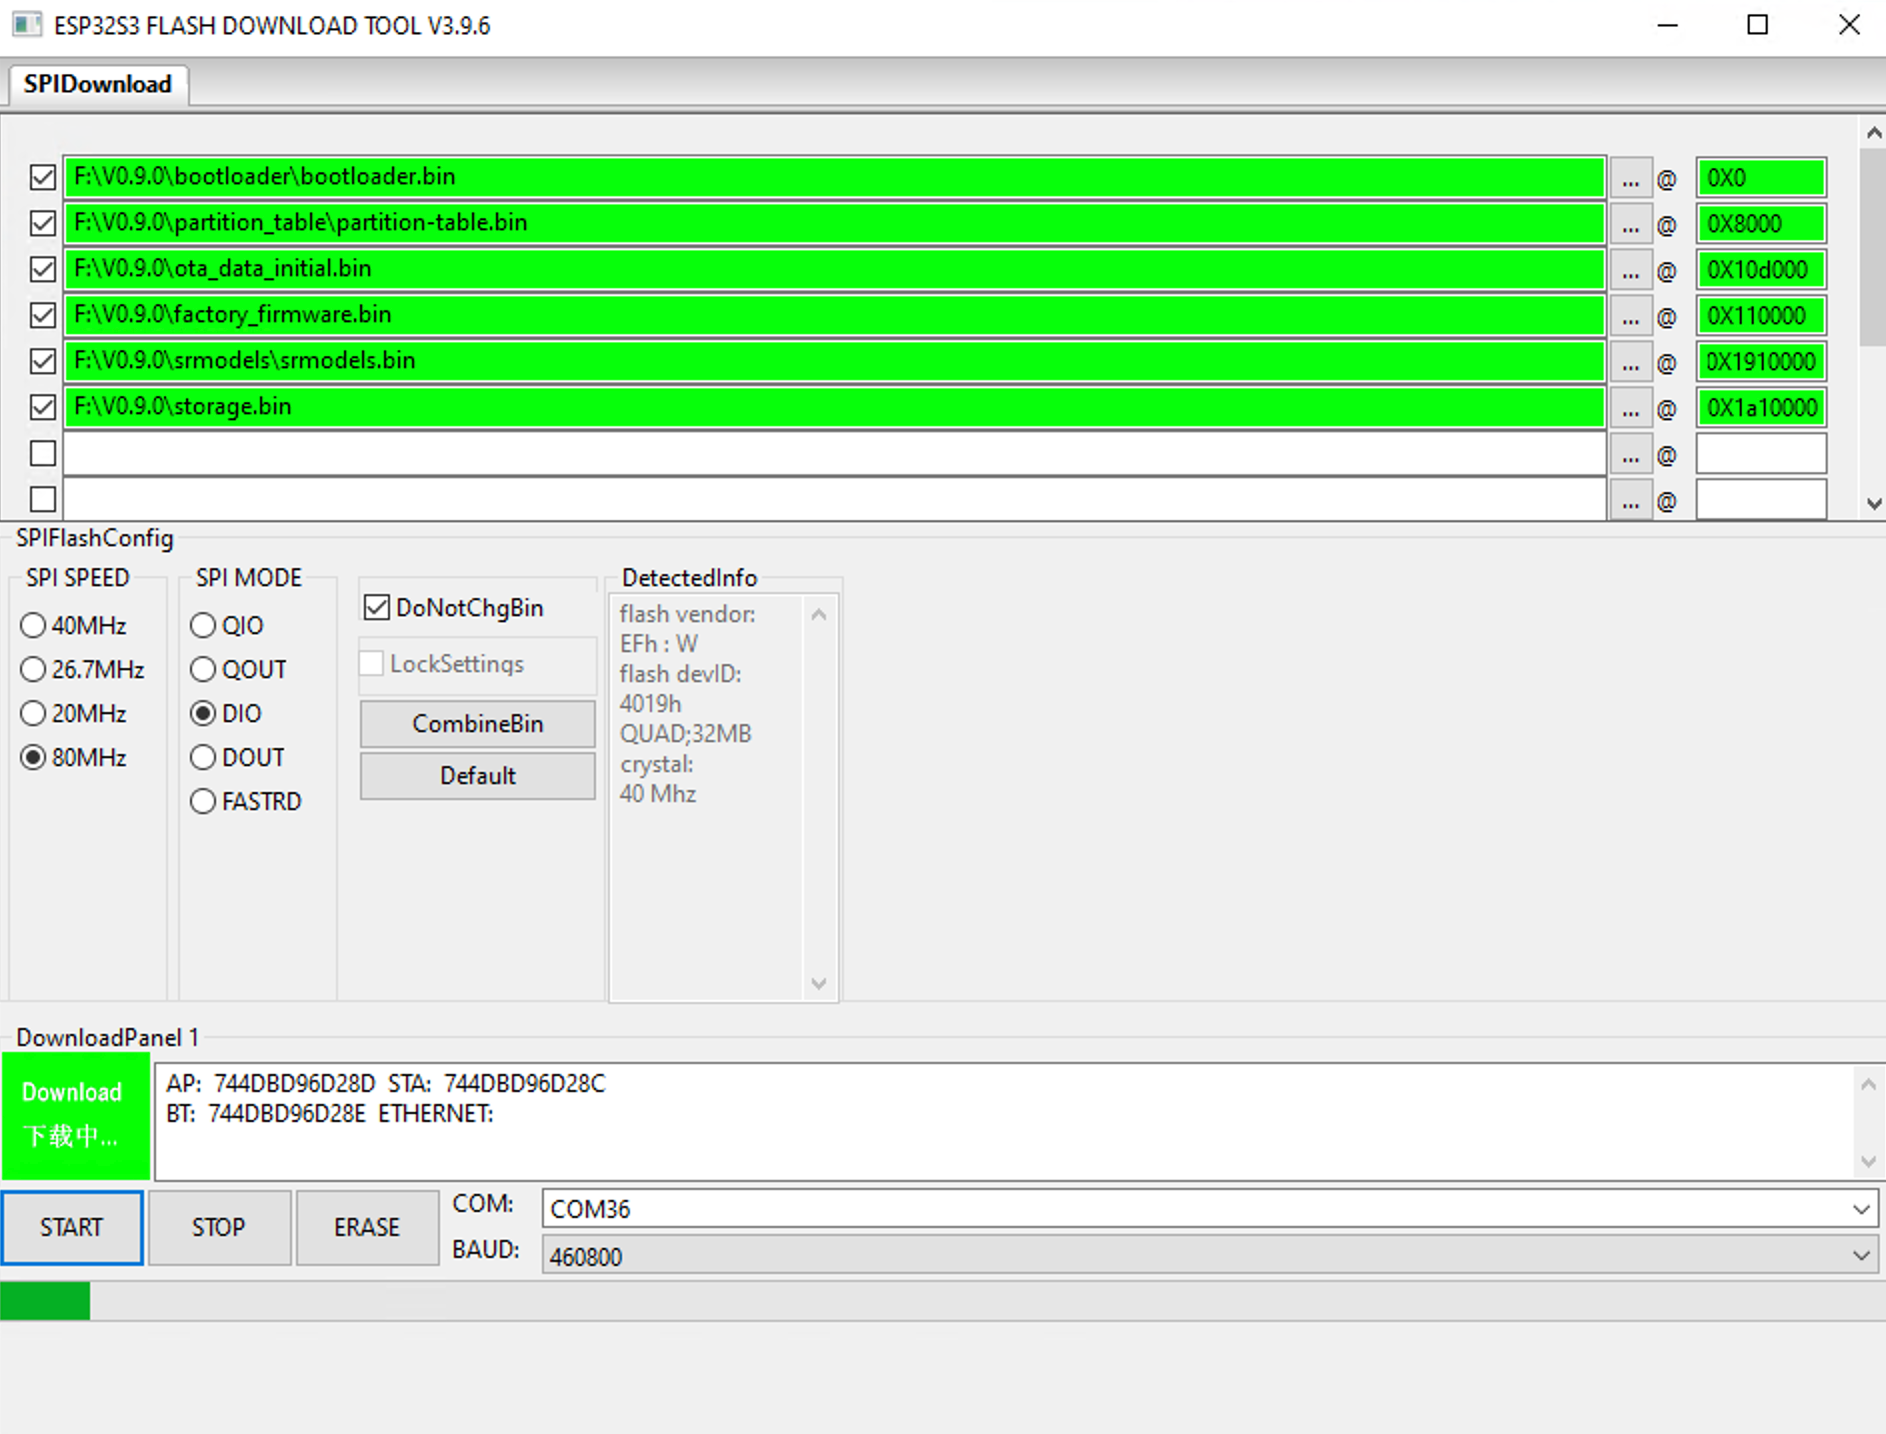 ESP32S3 FLASH DOWNLOAD TOOL V3.9.6
SPIDownload
F:\V0.9.0\bootloader\bootloader.bin ... @ 0X0
F:\V0.9.0\partition_table\partition-table.bin ... @ 0X8000
F:\V0.9.0\ota_data_initial.bin ... @ 0X10d000
F:\V0.9.0\factory_firmware.bin ... @ 0X110000
F:\V0.9.0\srmodels\srmodels.bin ... @ 0X1910000
F:\V0.9.0\storage.bin ... @ 0X1a10000
... @
... @
SPIFlashConfig
SPI SPEED
40MHz
26.7MHz
20MHz
80MHz
SPI MODE
QIO
QOUT
DIO
DOUT
FASTRD
DoNotChgBin
LockSettings
CombineBin
Default
DetectedInfo
flash vendor:
EFh : W
flash devID:
4019h
QUAD;32MB
crystal:
40 Mhz
DownloadPanel 1
Download
下载中...
AP: 744DBD96D28D STA: 744DBD96D28C
BT: 744DBD96D28E ETHERNET:
START
STOP
ERASE
COM: COM36
BAUD: 460800